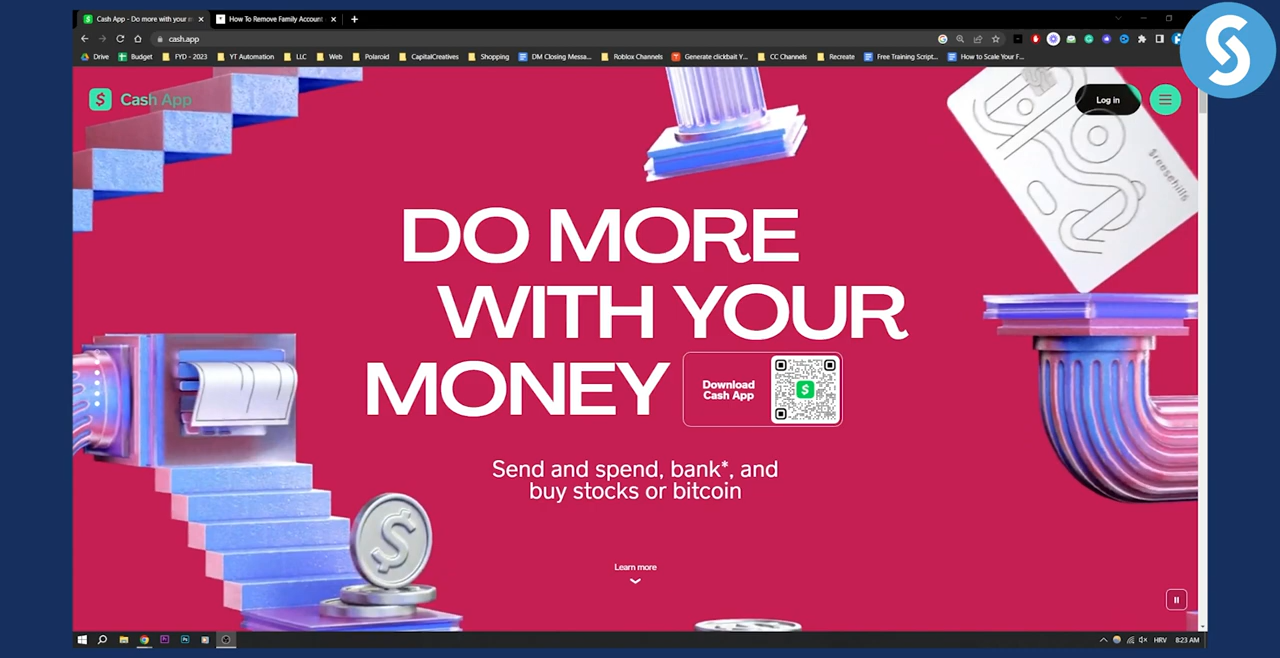 Cash App - Do more with your m
How To Remove Family Account
cash.app
Drive
Budget
FYD - 2023
YT Automation
LLC
Web
Polaroid
CapitalCreatives
Shopping
DM Closing Messa...
Roblox Channels
Generate clickbait Y...
CC Channels
Recreate
Free Training Script...
How to Scale Your F...
Cash App
Log in
$reesehills
DO MORE
WITH YOUR
MONEY
Download
Cash App
Send and spend, bank*, and
buy stocks or bitcoin
Learn more
HRV
8:23 AM